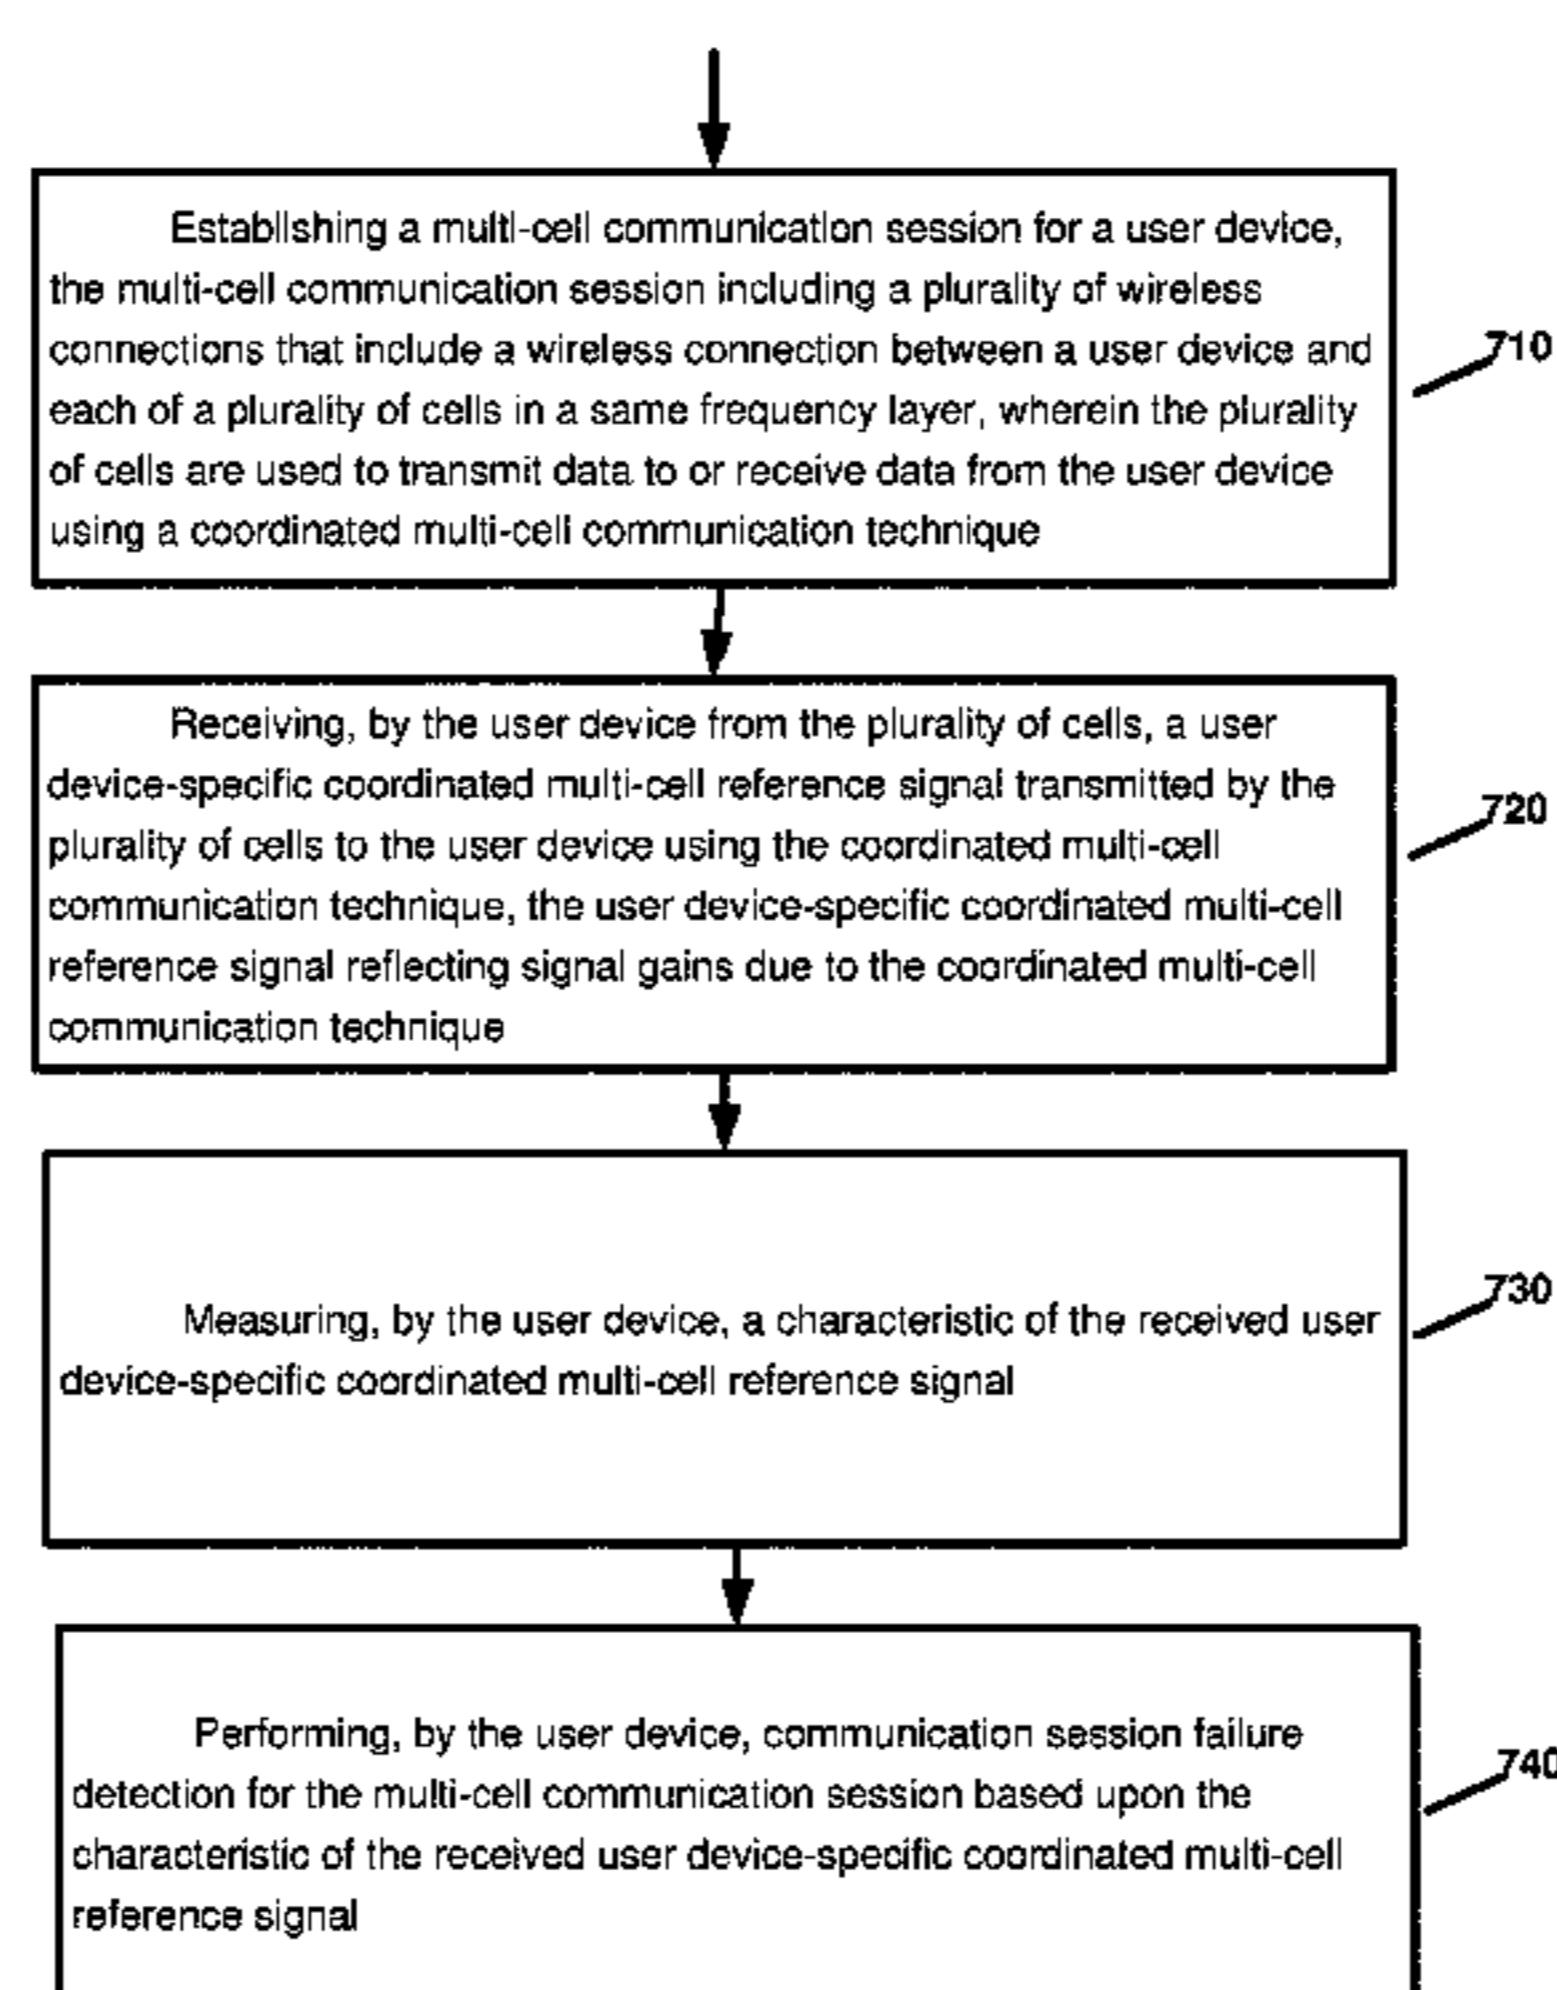 Establishing a multi-cell communication session for a user device,
the multi-cell communication session including a plurality of wireless
connections that include a wireless connection between a user device and
each of a plurality of cells in a same frequency layer, wherein the plurality
of cells are used to transmit data to or receive data from the user device
using a coordinated multi-cell communication technique
710
Receiving, by the user device from the plurality of cells, a user
device-specific coordinated multi-cell reference signal transmitted by the
plurality of cells to the user device using the coordinated multi-cell
communication technique, the user device-specific coordinated multi-cell
reference signal reflecting signal gains due to the coordinated multi-cell
communication technique
720
Measuring, by the user device, a characteristic of the received user
device-specific coordinated multi-cell reference signal
730
Performing, by the user device, communication session failure
detection for the multi-cell communication session based upon the
characteristic of the received user device-specific coordinated multi-cell
reference signal
740